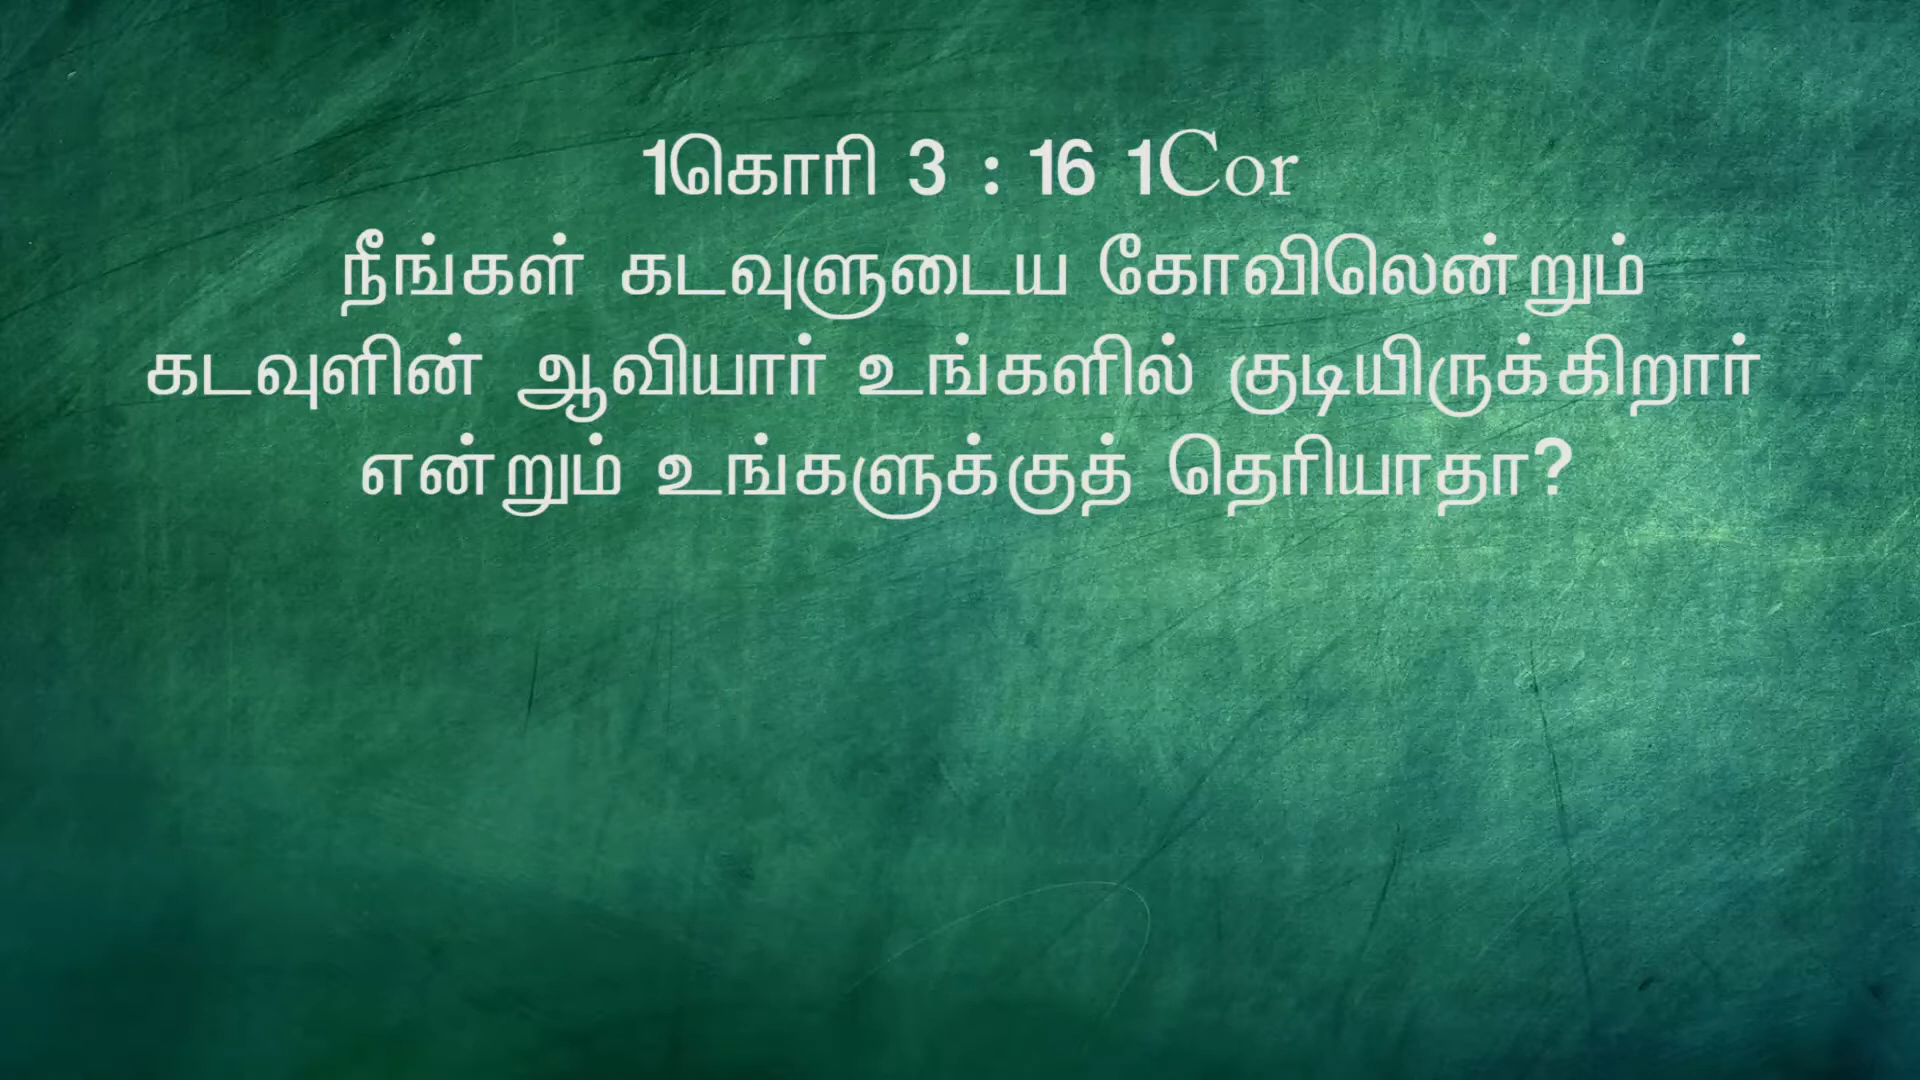 1கொரி 3 : 16 1Cor
நீங்கள் கடவுளுடைய கோவிலென்றும்
கடவுளின் ஆவியார் உங்களில் குடியிருக்கிறார்
என்றும் உங்களுக்குத் தெரியாதா?